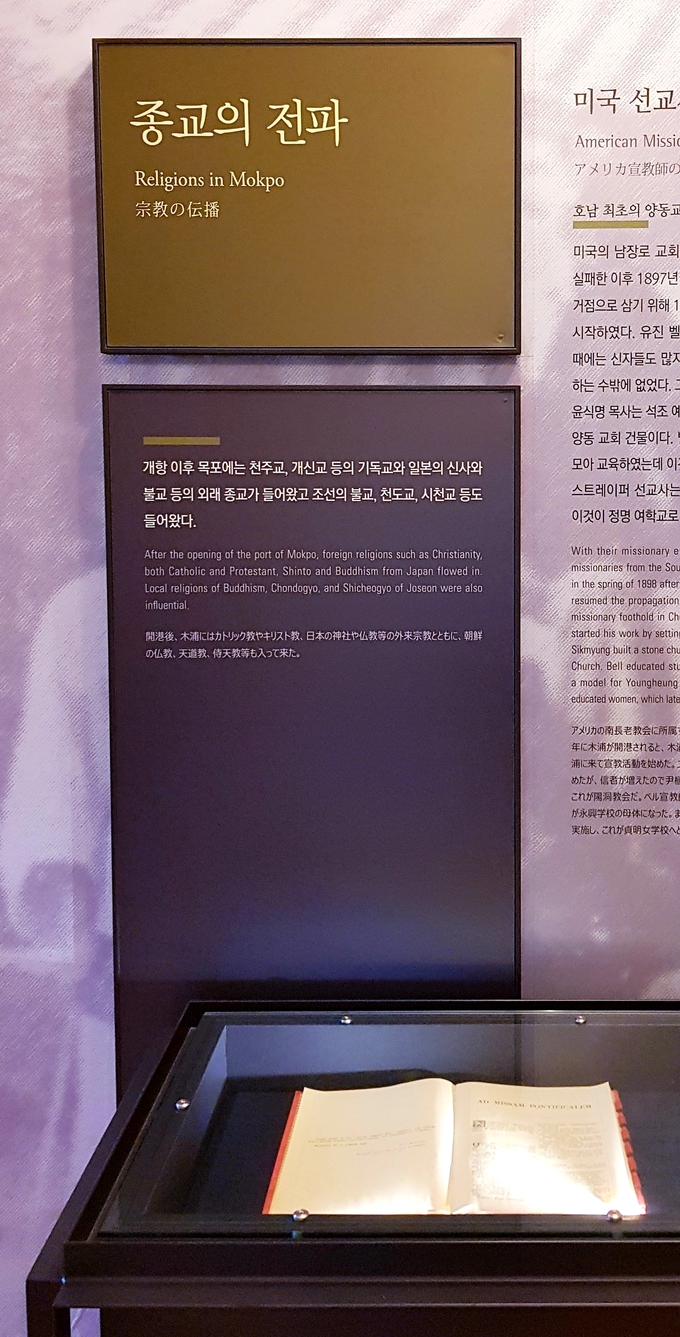 종교의 전파
Religions in Mokpo
宗教の伝播
개항 이후 목포에는 천주교, 개신교 등의 기독교와 일본의 신사와
불교 등의 외래 종교가 들어왔고 조선의 불교, 천도교, 시천교 등도
들어왔다.
After the opening of the port of Mokpo, foreign religions such as Christianity,
both Catholic and Protestant, Shinto and Buddhism from Japan flowed in.
Local religions of Buddhism, Chondogyo, and Shicheogyo of Joseon were also
influential.
開港後、木浦にはカトリック教やキリスト教、日本の神社や仏教等の外来宗教とともに、朝鮮
の仏教、天道教、侍天教等も入って来た。
미국 선교
American Missio
アメリカ宣教師の
호남 최초의 양동교
미국의 남장로 교회
실패한 이후 1897년
거점으로 삼기 위해 1
시작하였다. 유진 벨
때에는 신자들도 많지
하는 수밖에 없었다. 그
윤식명 목사는 석조 예
양동 교회 건물이다.
모아 교육하였는데 이것
스트레이퍼 선교사는
이것이 정명 여학교로
With their missionary e
missionaries from the Sou
in the spring of 1898 after
resumed the propagation
missionary foothold in Ch
started his work by setting
Sikmyung built a stone chu
Church. Bell educated stu
a model for Youngheung
educated women, which late
アメリカの南長老教会に所属す
年に木浦が開港されると、木浦
浦に来て宣教活動を始めた。
めたが、信者が増えたので尹植
これが陽洞教会だ。ベル宣教師
が永興学校の母体になった。ま
実施し、これが貞明女学校へと
AD MISSAM PONTIFICALEM